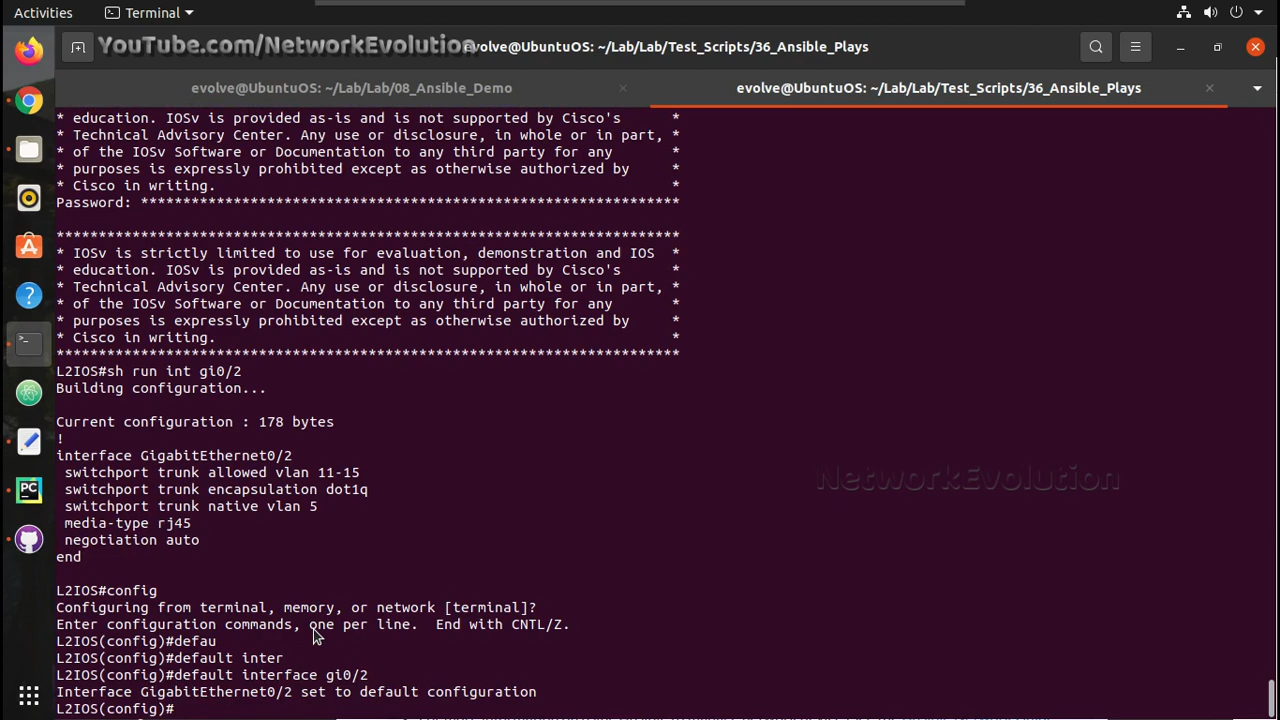 Activities
Terminal
YouTube.com/NetworkEvolution
evolve@UbuntuOS: ~/Lab/Lab/Test_Scripts/36_Ansible_Plays
evolve@UbuntuOS: ~/Lab/Lab/08_Ansible_Demo
evolve@UbuntuOS: ~/Lab/Lab/Test_Scripts/36_Ansible_Plays
* education. IOSv is provided as-is and is not supported by Cisco's *
* Technical Advisory Center. Any use or disclosure, in whole or in part, *
* of the IOSv Software or Documentation to any third party for any *
* purposes is expressly prohibited except as otherwise authorized by *
* Cisco in writing. *
Password: ****************************************************************
**************************************************************************
* IOSv is strictly limited to use for evaluation, demonstration and IOS *
* education. IOSv is provided as-is and is not supported by Cisco's *
* Technical Advisory Center. Any use or disclosure, in whole or in part, *
* of the IOSv Software or Documentation to any third party for any *
* purposes is expressly prohibited except as otherwise authorized by *
* Cisco in writing. *
**************************************************************************
L2IOS#sh run int gi0/2
Building configuration...
Current configuration : 178 bytes
!
interface GigabitEthernet0/2
switchport trunk allowed vlan 11-15
switchport trunk encapsulation dot1q
switchport trunk native vlan 5
media-type rj45
negotiation auto
end
NetworkEvolution
L2IOS#config
Configuring from terminal, memory, or network [terminal]?
Enter configuration commands, one per line. End with CNTL/Z.
L2IOS(config)#defau
L2IOS(config)#default inter
L2IOS(config)#default interface gi0/2
Interface GigabitEthernet0/2 set to default configuration
L2IOS(config)#
PC